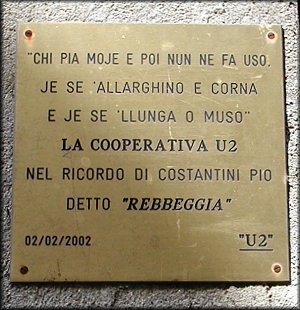 "CHI PIA MOJE E POI NUN NE FA USO,
JE SE 'ALLARGHINO E CORNA
E JE SE 'LLUNGA O MUSO"
LA COOPERATIVA U2
NEL RICORDO DI COSTANTINI PIO
DETTO "REBBEGGIA"
02/02/2002 "U2"